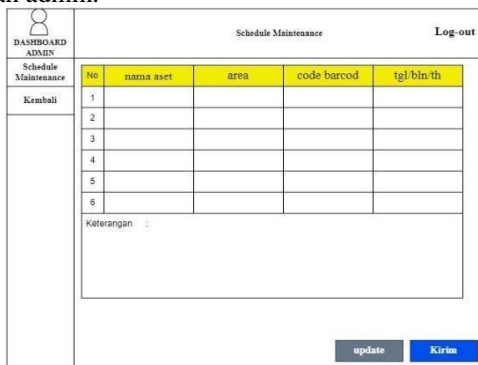 DASHBOARD
ADMIN
Schedule Maintenance
Log-out
Schedule
Maintenance
Kembali
No nama aset area code barcod tgl/bln/th
1
2
3
4
5
6
Keterangan :
update Kirim